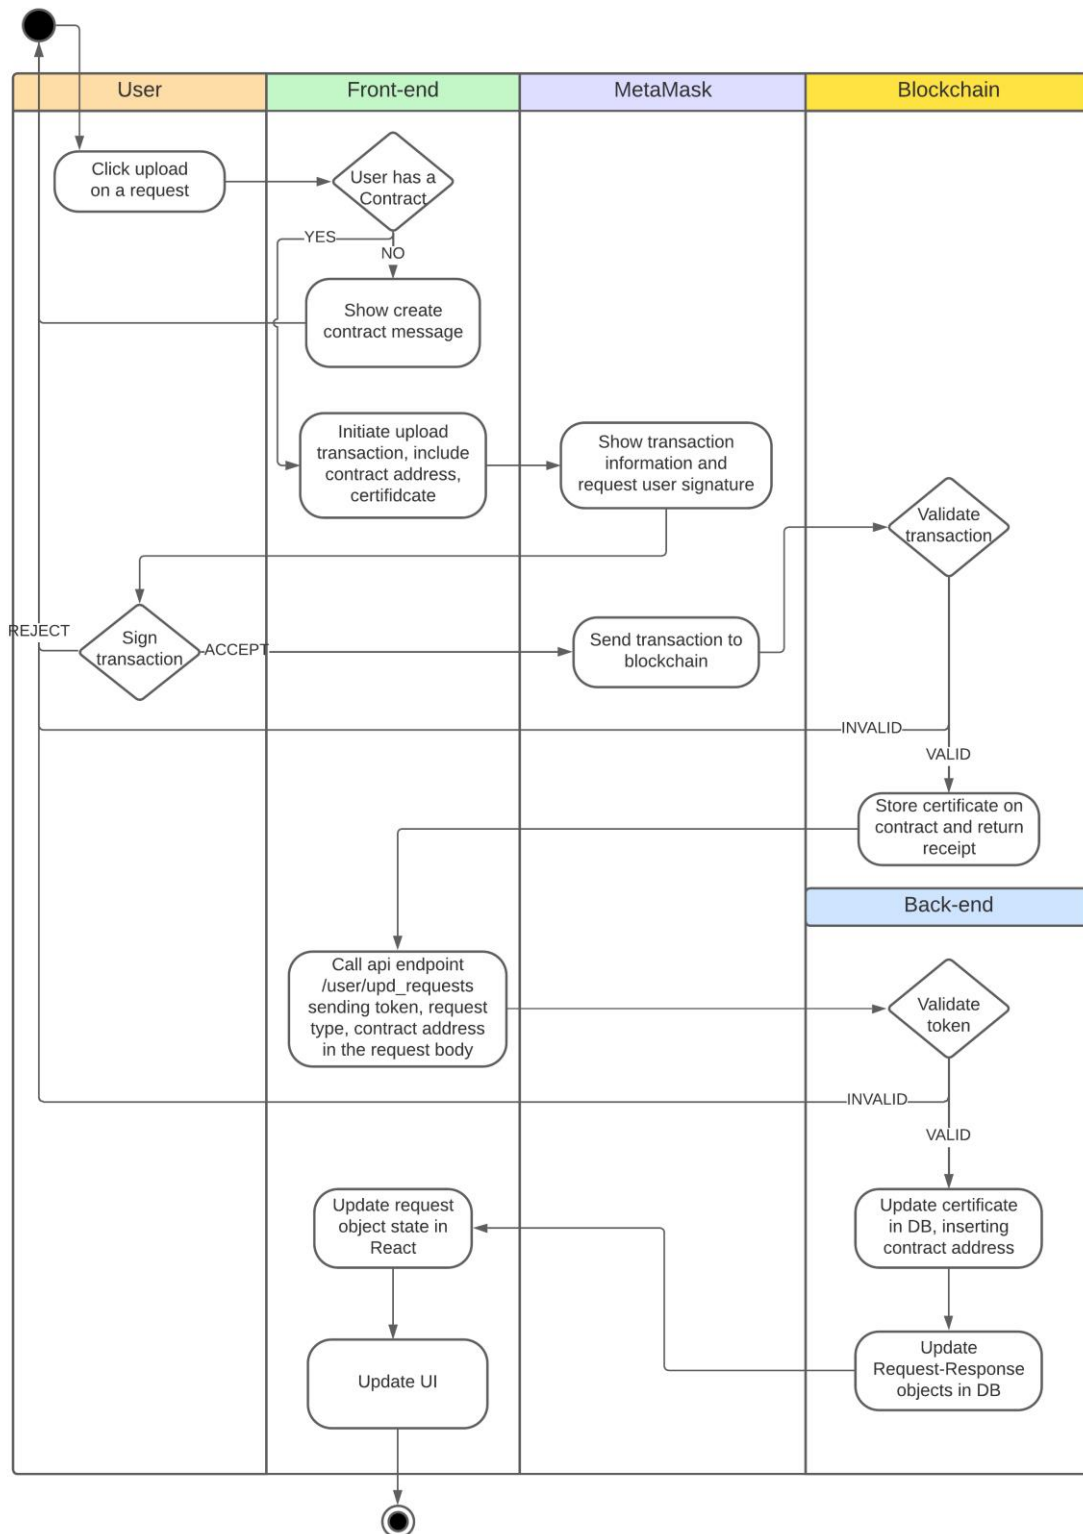 User
Front-end
MetaMask
Blockchain
Click upload
on a request
User has a
Contract
YES
NO
Show create
contract message
Initiate upload
transaction, include
contract address,
certifidcate
Show transaction
information and
request user signature
Validate
transaction
REJECT
Sign
transaction
ACCEPT
Send transaction to
blockchain
INVALID
VALID
Store certificate on
contract and return
receipt
Back-end
Call api endpoint
/user/upd_requests
sending token, request
type, contract address
in the request body
Validate
token
INVALID
VALID
Update request
object state in
React
Update certificate
in DB, inserting
contract address
Update UI
Update
Request-Response
objects in DB